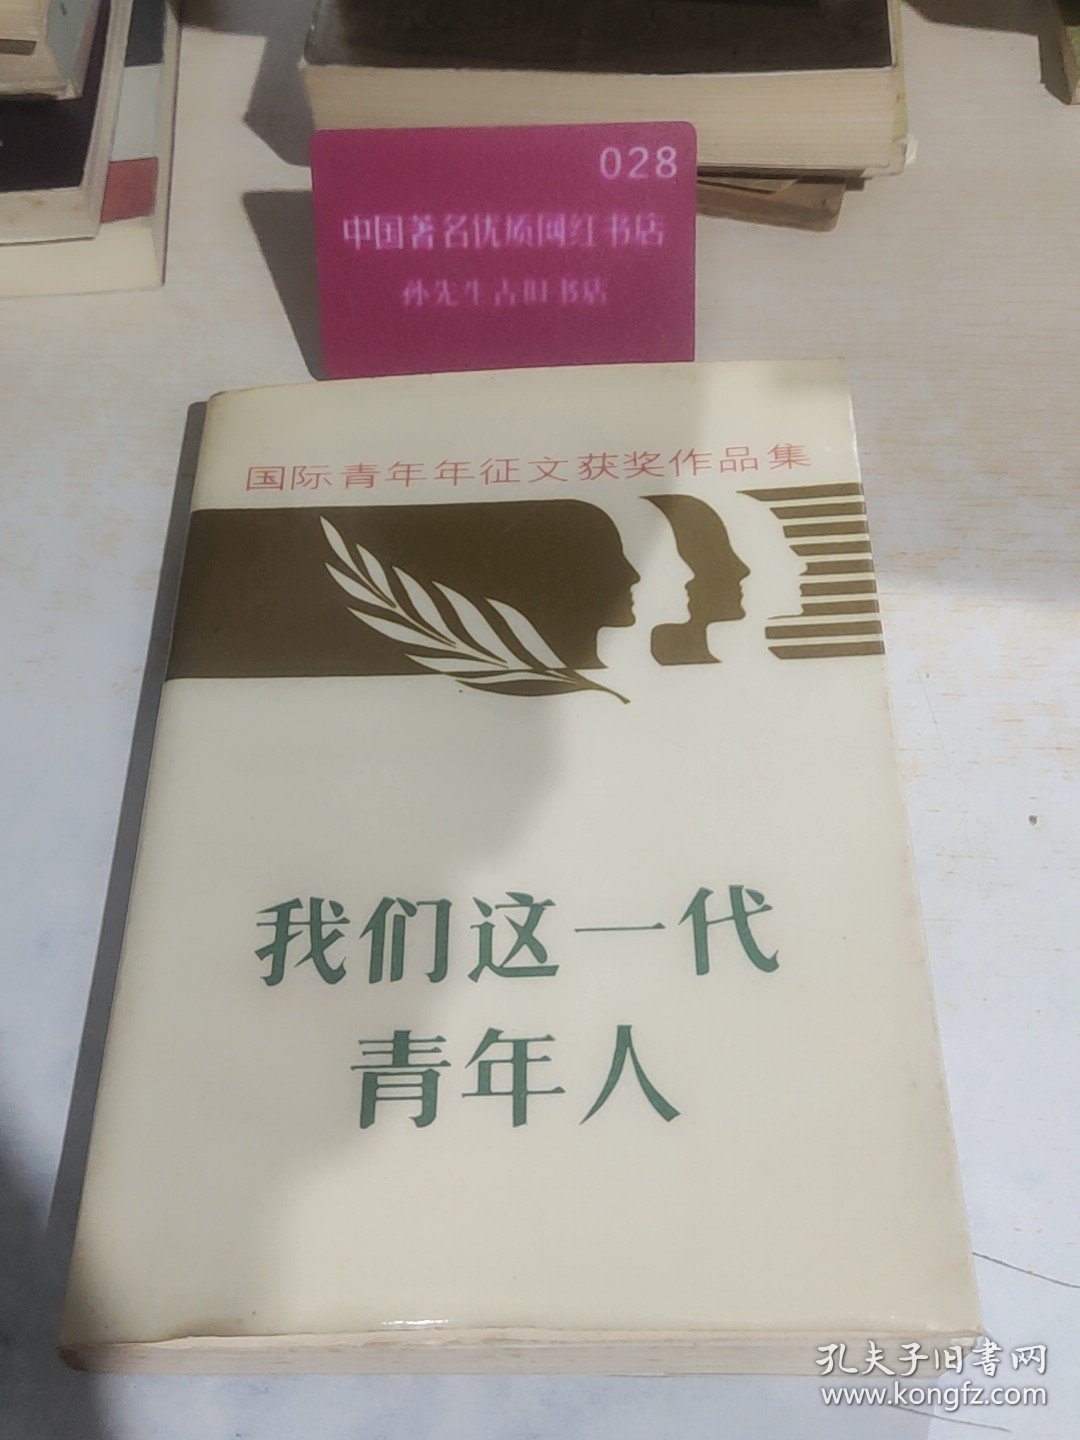 028
中国著名优质网红书店
孙先生古旧书店
国际青年年征文获奖作品集
我们这一代
青年人
孔夫子旧書网
www.kongfz.com